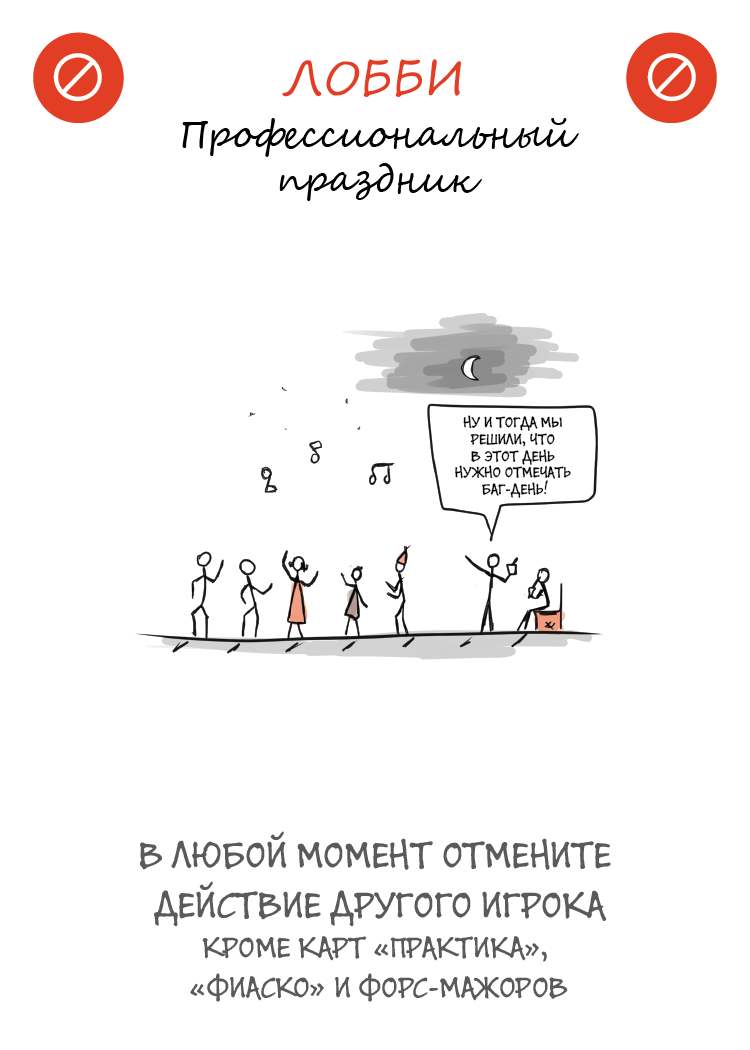 ЛОББИ
Профессиональный
праздник
НУ И ТОГДА МЫ
РЕШИЛИ, ЧТО
В ЭТОТ ДЕНЬ
НУЖНО ОТМЕЧАТЬ
БАГ-ДЕНЬ!
В ЛЮБОЙ МОМЕНТ ОТМЕНИТЕ
ДЕЙСТВИЕ ДРУГОГО ИГРОКА
КРОМЕ КАРТ «ПРАКТИКА»,
«ФИАСКО» И ФОРС-МАЖОРОВ